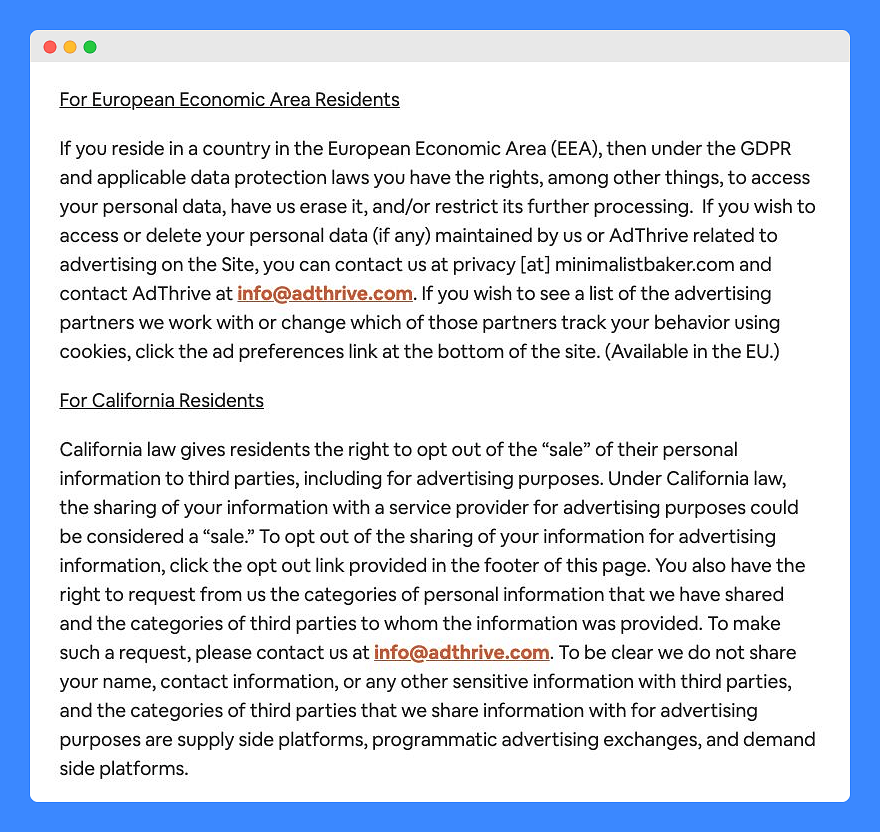 For European Economic Area Residents
If you reside in a country in the European Economic Area (EEA), then under the GDPR
and applicable data protection laws you have the rights, among other things, to access
your personal data, have us erase it, and/or restrict its further processing.  If you wish to
access or delete your personal data (if any) maintained by us or AdThrive related to
advertising on the Site, you can contact us at privacy [at] minimalistbaker.com and
contact AdThrive at info@adthrive.com. If you wish to see a list of the advertising
partners we work with or change which of those partners track your behavior using
cookies, click the ad preferences link at the bottom of the site. (Available in the EU.)
For California Residents
California law gives residents the right to opt out of the “sale” of their personal
information to third parties, including for advertising purposes. Under California law,
the sharing of your information with a service provider for advertising purposes could
be considered a “sale.” To opt out of the sharing of your information for advertising
information, click the opt out link provided in the footer of this page. You also have the
right to request from us the categories of personal information that we have shared
and the categories of third parties to whom the information was provided. To make
such a request, please contact us at info@adthrive.com. To be clear we do not share
your name, contact information, or any other sensitive information with third parties,
and the categories of third parties that we share information with for advertising
purposes are supply side platforms, programmatic advertising exchanges, and demand
side platforms.